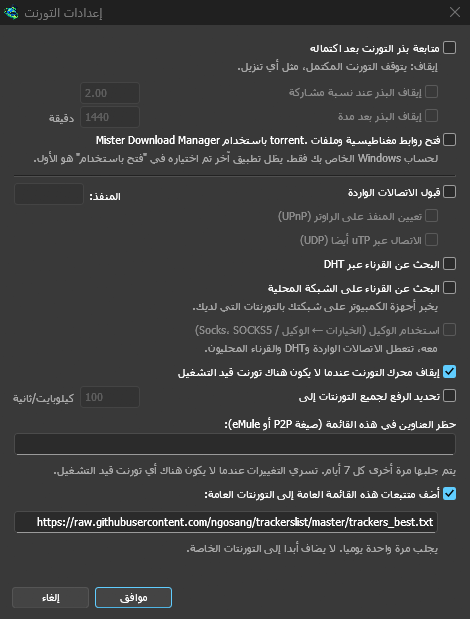 إعدادات التورنت
متابعة بذر التورنت بعد اكتماله
إيقاف: يتوقف التورنت المكتمل، مثل أي تنزيل.
إيقاف البذر عند نسبة مشاركة 2.00
إيقاف البذر بعد مدة 1440 دقيقة
فتح روابط مغناطيسية وملفات .torrent باستخدام Mister Download Manager
لحساب Windows الخاص بك فقط. يظل تطبيق آخر تم اختياره في "فتح باستخدام" هو الأول.
قبول الاتصالات الواردة المنفذ:
تعيين المنفذ على الراوتر (UPnP)
الاتصال عبر uTP أيضا (UDP)
البحث عن القرناء عبر DHT
البحث عن القرناء على الشبكة المحلية
يخبر أجهزة الكمبيوتر على شبكتك بالتورنتات التي لديك.
استخدام الوكيل (الخيارات ← الوكيل / Socks، SOCKS5)
معه، تتعطل الاتصالات الواردة وDHT والقرناء المحليون.
إيقاف محرك التورنت عندما لا يكون هناك تورنت قيد التشغيل
تحديد الرفع لجميع التورنتات إلى 100 كيلوبايت/ثانية
حظر العناوين في هذه القائمة (صيغة P2P أو eMule):
يتم جلبها مرة أخرى كل 7 أيام. تسري التغييرات عندما لا يكون هناك أي تورنت قيد التشغيل.
أضف متتبعات هذه القائمة العامة إلى التورنتات العامة:
https://raw.githubusercontent.com/ngosang/trackerslist/master/trackers_best.txt
يجلب مرة واحدة يوميا. لا يضاف أبدا إلى التورنتات الخاصة.
موافق
إلغاء